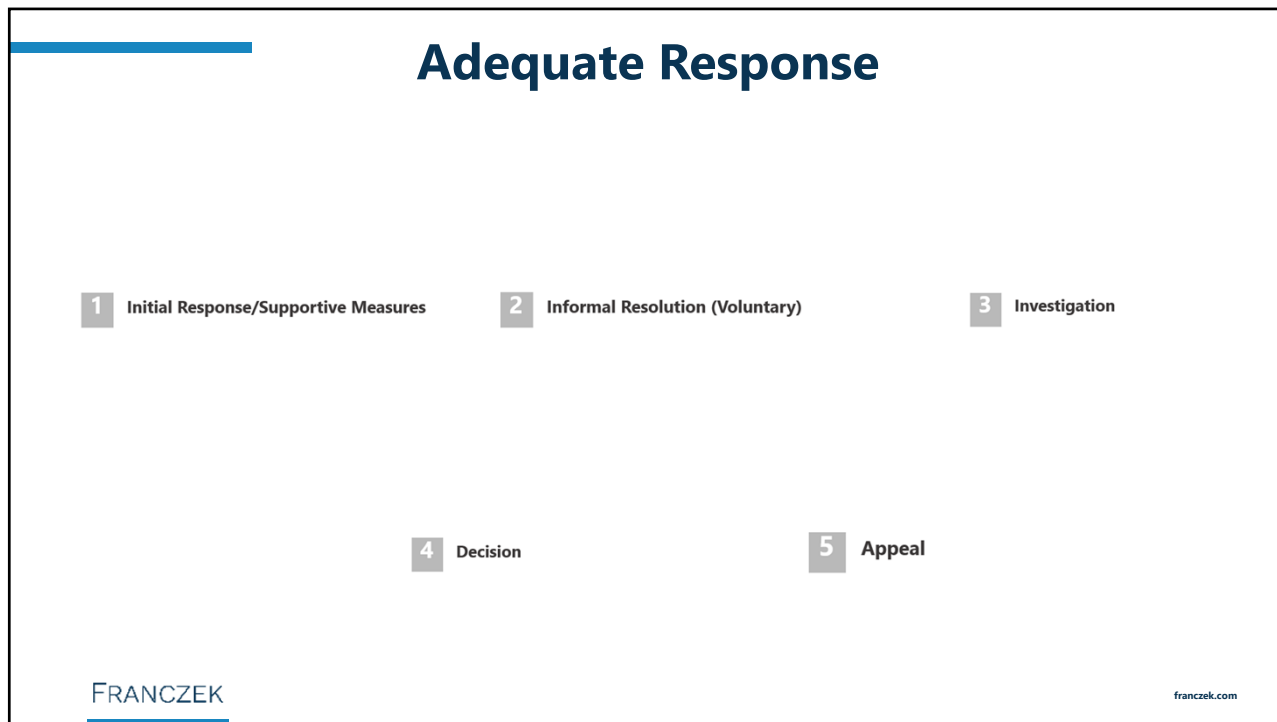 Adequate Response
1 Initial Response/Supportive Measures
2 Informal Resolution (Voluntary)
3 Investigation
4 Decision
5 Appeal
FRANCZEK
franczek.com